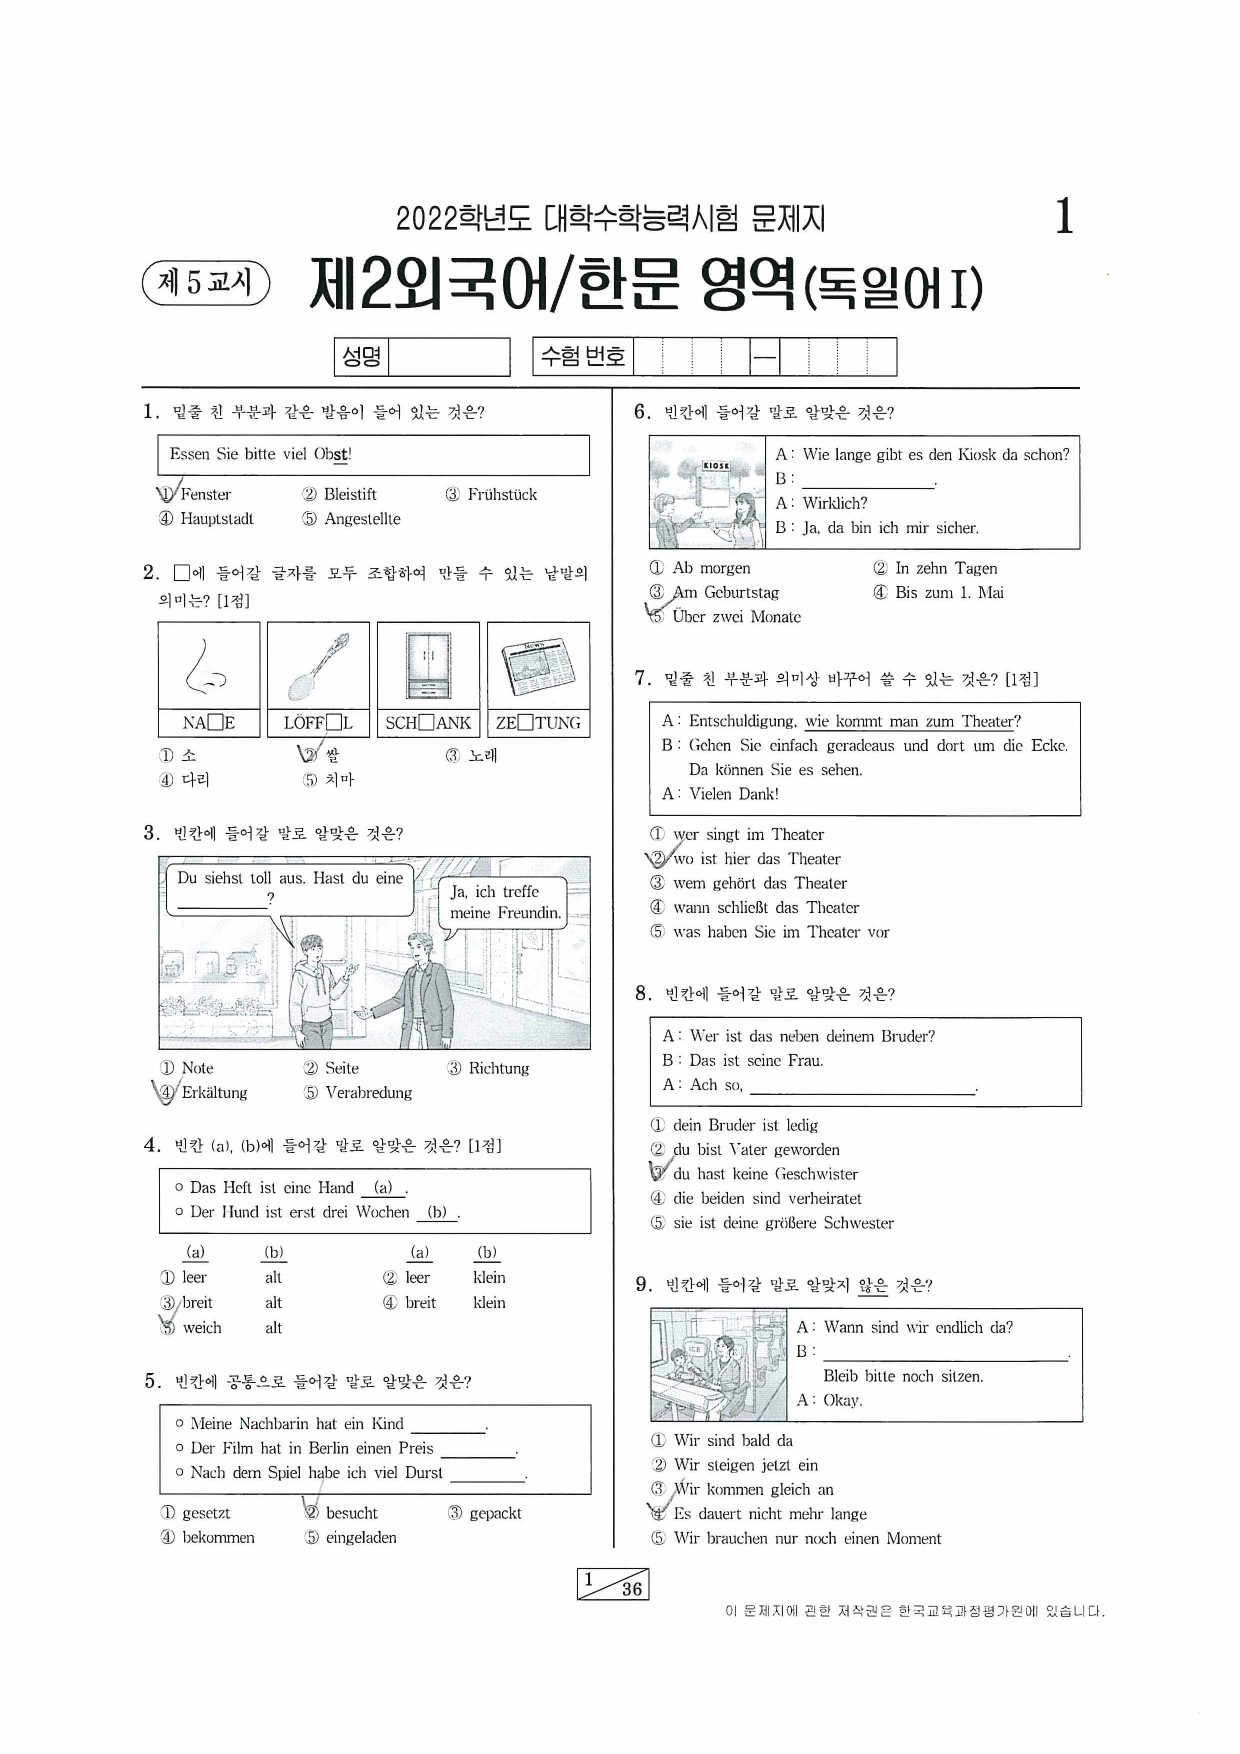 2022학년도 대학수학능력시험 문제지
1
제 5 교시
제2외국어/한문 영역(독일어 I)
성명
수험 번호
—
1. 밑줄 친 부분과 같은 발음이 들어 있는 것은?
Essen Sie bitte viel Obst!
① Fenster ② Bleistift ③ Frühstück
④ Hauptstadt ⑤ Angestellte
2. □에 들어갈 글자를 모두 조합하여 만들 수 있는 낱말의
의미는? [1점]
NEWS
NA□E LÖFF□L SCH□ANK ZE□TUNG
① 소 ② 쌀 ③ 노래
④ 다리 ⑤ 치마
3. 빈칸에 들어갈 말로 알맞은 것은?
Du siehst toll aus. Hast du eine
__________?
Ja, ich treffe
meine Freundin.
① Note ② Seite ③ Richtung
④ Erkältung ⑤ Verabredung
4. 빈칸 (a), (b)에 들어갈 말로 알맞은 것은? [1점]
○ Das Heft ist eine Hand (a) .
○ Der Hund ist erst drei Wochen (b) .
(a) (b) (a) (b)
① leer alt ② leer klein
③ breit alt ④ breit klein
⑤ weich alt
5. 빈칸에 공통으로 들어갈 말로 알맞은 것은?
○ Meine Nachbarin hat ein Kind ________.
○ Der Film hat in Berlin einen Preis ________.
○ Nach dem Spiel habe ich viel Durst ________.
① gesetzt ② besucht ③ gepackt
④ bekommen ⑤ eingeladen
6. 빈칸에 들어갈 말로 알맞은 것은?
KIOSK
A : Wie lange gibt es den Kiosk da schon?
B : ______________.
A : Wirklich?
B : Ja, da bin ich mir sicher.
① Ab morgen ② In zehn Tagen
③ Am Geburtstag ④ Bis zum 1. Mai
⑤ Über zwei Monate
7. 밑줄 친 부분과 의미상 바꾸어 쓸 수 있는 것은? [1점]
A : Entschuldigung, wie kommt man zum Theater?
B : Gehen Sie einfach geradeaus und dort um die Ecke.
Da können Sie es sehen.
A : Vielen Dank!
① wer singt im Theater
② wo ist hier das Theater
③ wem gehört das Theater
④ wann schließt das Theater
⑤ was haben Sie im Theater vor
8. 빈칸에 들어갈 말로 알맞은 것은?
A : Wer ist das neben deinem Bruder?
B : Das ist seine Frau.
A : Ach so, ________________________.
① dein Bruder ist ledig
② du bist Vater geworden
③ du hast keine Geschwister
④ die beiden sind verheiratet
⑤ sie ist deine größere Schwester
9. 빈칸에 들어갈 말로 알맞지 않은 것은?
ICE
A : Wann sind wir endlich da?
B : __________________________.
Bleib bitte noch sitzen.
A : Okay.
① Wir sind bald da
② Wir steigen jetzt ein
③ Wir kommen gleich an
④ Es dauert nicht mehr lange
⑤ Wir brauchen nur noch einen Moment
1
36
이 문제지에 관한 저작권은 한국교육과정평가원에 있습니다.